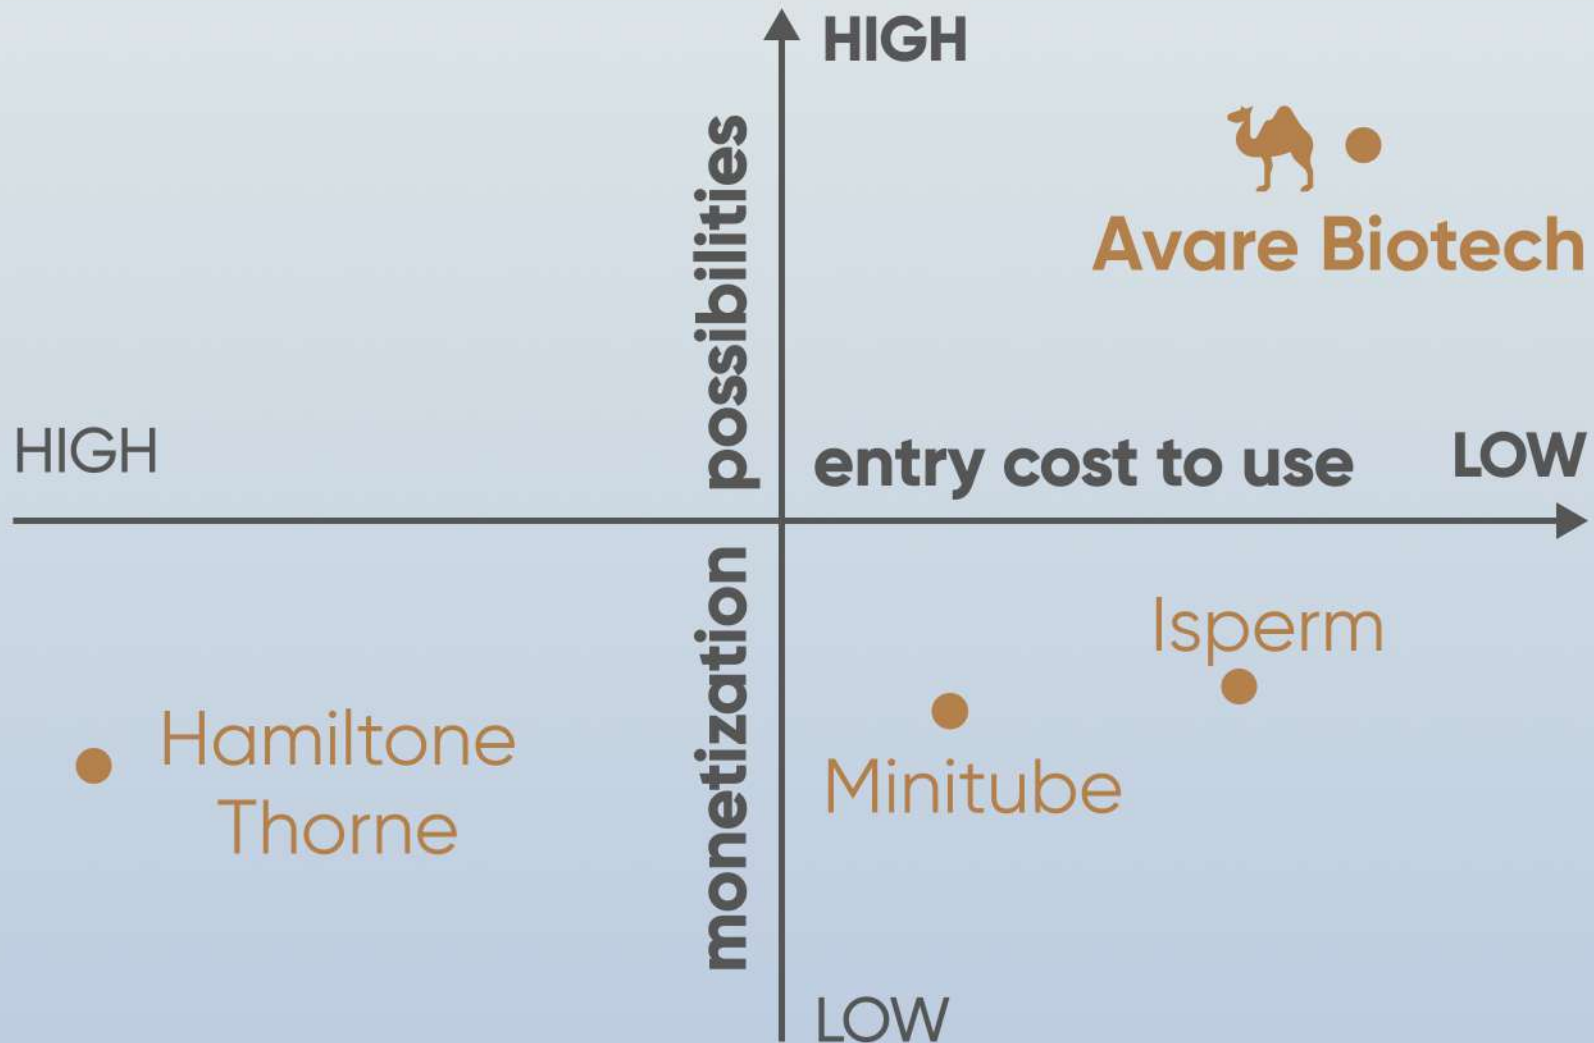 HIGH
Avare Biotech
monetization possibilities
HIGH
entry cost to use
LOW
Isperm
Hamiltone
Thorne
Minitube
LOW